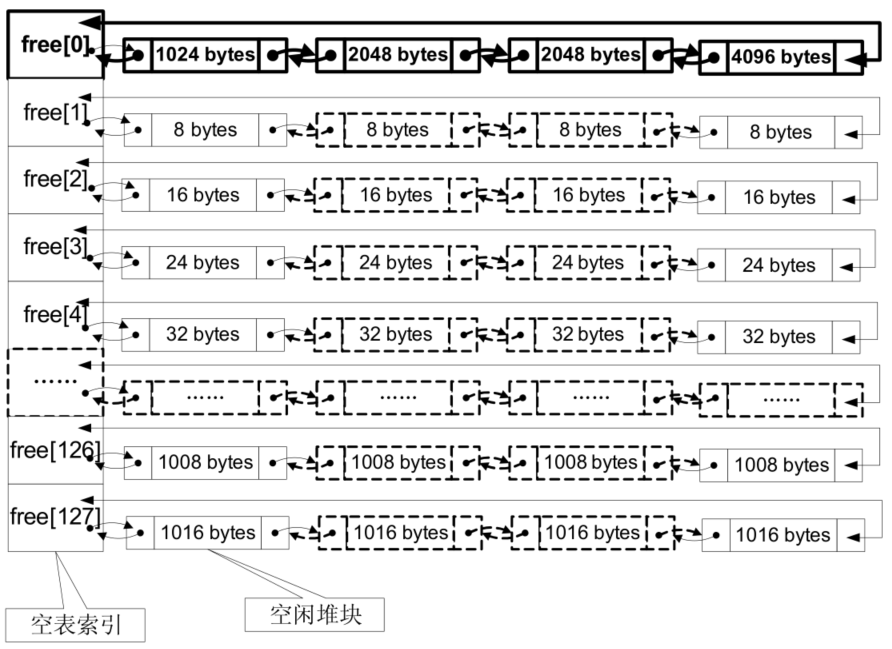 free[0] 1024 bytes 2048 bytes 2048 bytes 4096 bytes
free[1] 8 bytes 8 bytes 8 bytes 8 bytes
free[2] 16 bytes 16 bytes 16 bytes 16 bytes
free[3] 24 bytes 24 bytes 24 bytes 24 bytes
free[4] 32 bytes 32 bytes 32 bytes 32 bytes
...... ...... ...... ...... ......
free[126] 1008 bytes 1008 bytes 1008 bytes 1008 bytes
free[127] 1016 bytes 1016 bytes 1016 bytes 1016 bytes
空表索引 空闲堆块